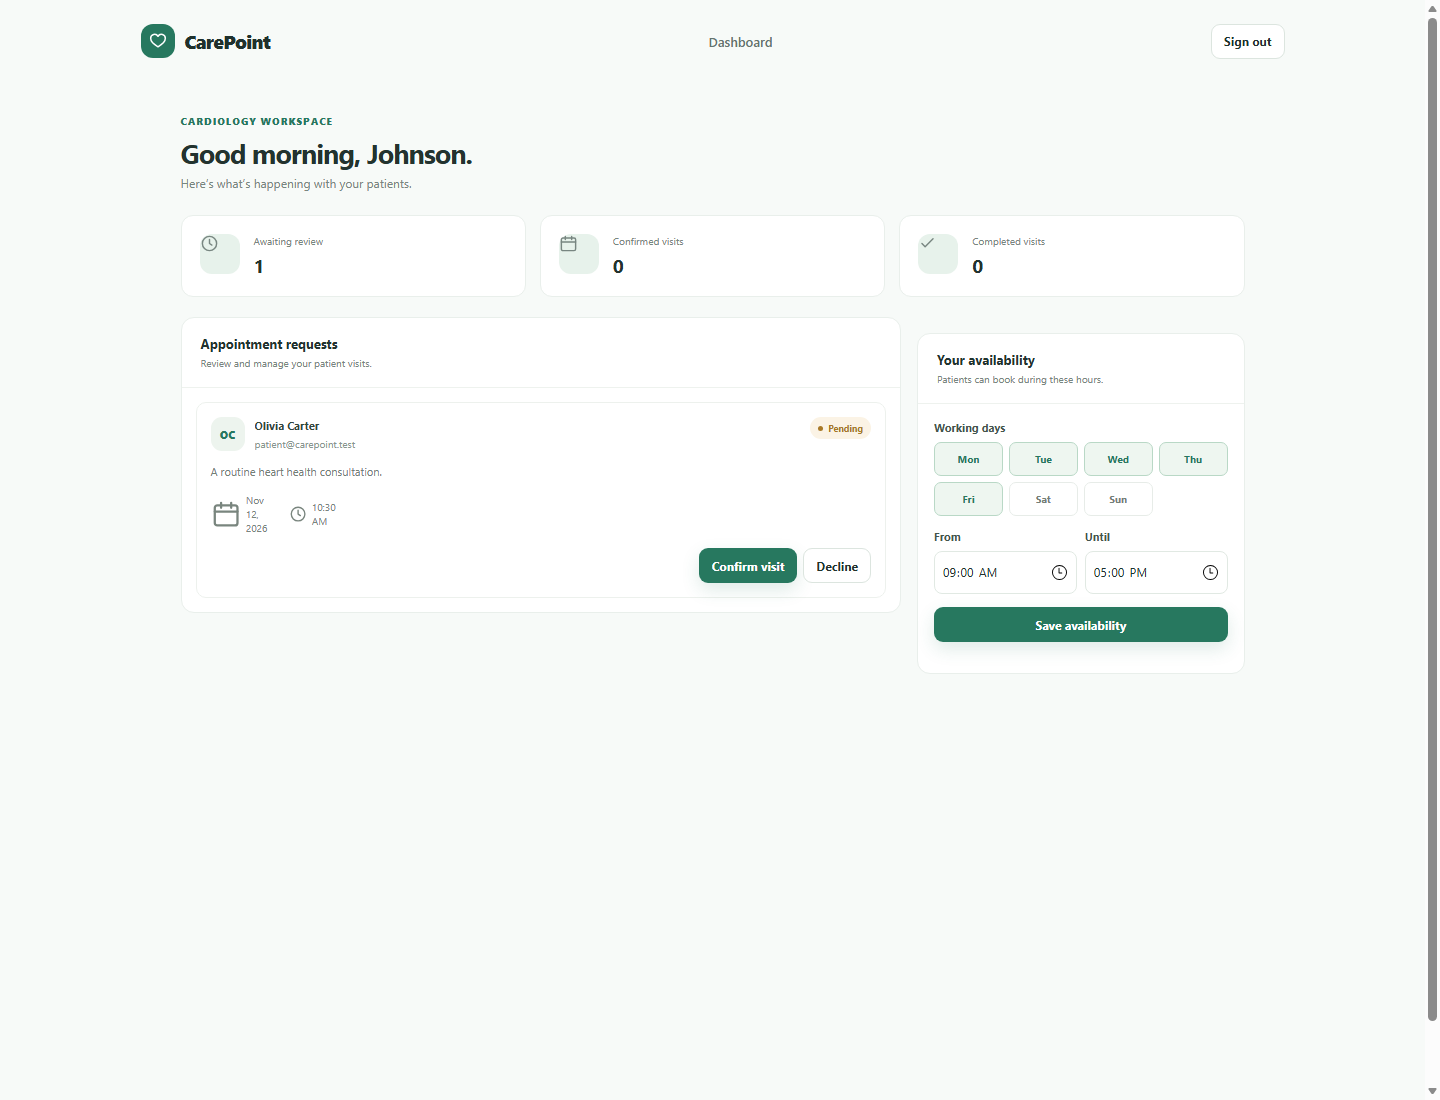 CarePoint
Dashboard
Sign out
CARDIOLOGY WORKSPACE
Good morning, Johnson.
Here's what's happening with your patients.
Awaiting review
1
Confirmed visits
0
Completed visits
0
Appointment requests
Review and manage your patient visits.
OC
Olivia Carter
patient@carepoint.test
Pending
A routine heart health consultation.
Nov
12,
2026
10:30
AM
Confirm visit
Decline
Your availability
Patients can book during these hours.
Working days
Mon
Tue
Wed
Thu
Fri
Sat
Sun
From
Until
09:00 AM
05:00 PM
Save availability